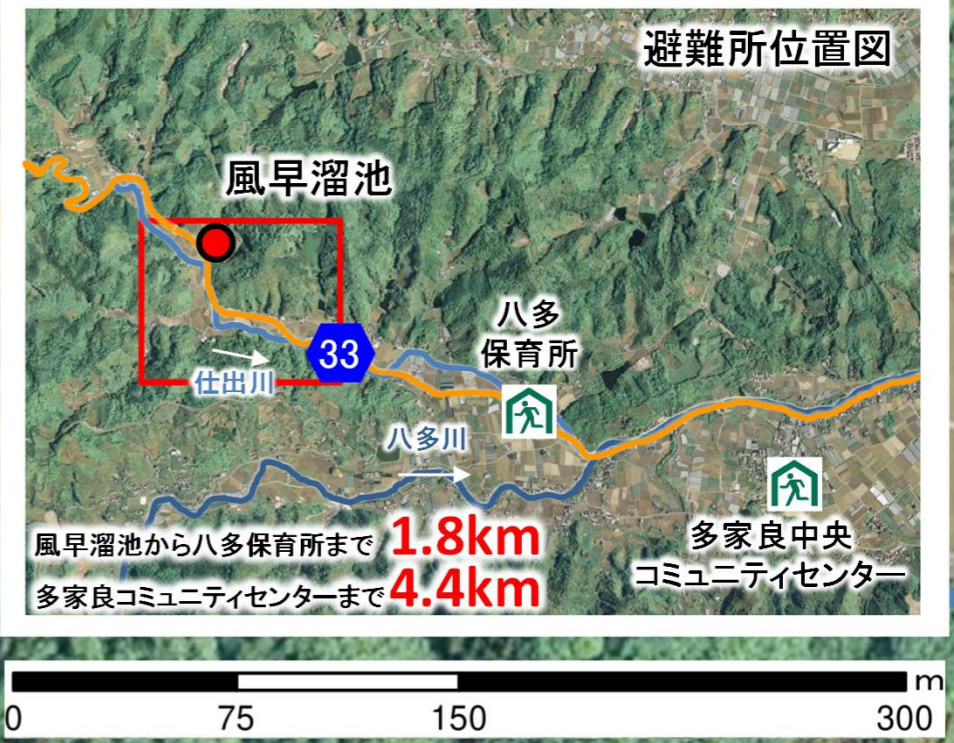 避難所位置図
風早溜池
八多
保育所
33
仕出川
八多川
多家良中央
コミュニティセンター
風早溜池から八多保育所まで 1.8km
多家良コミュニティセンターまで 4.4km
m
0 75 150 300